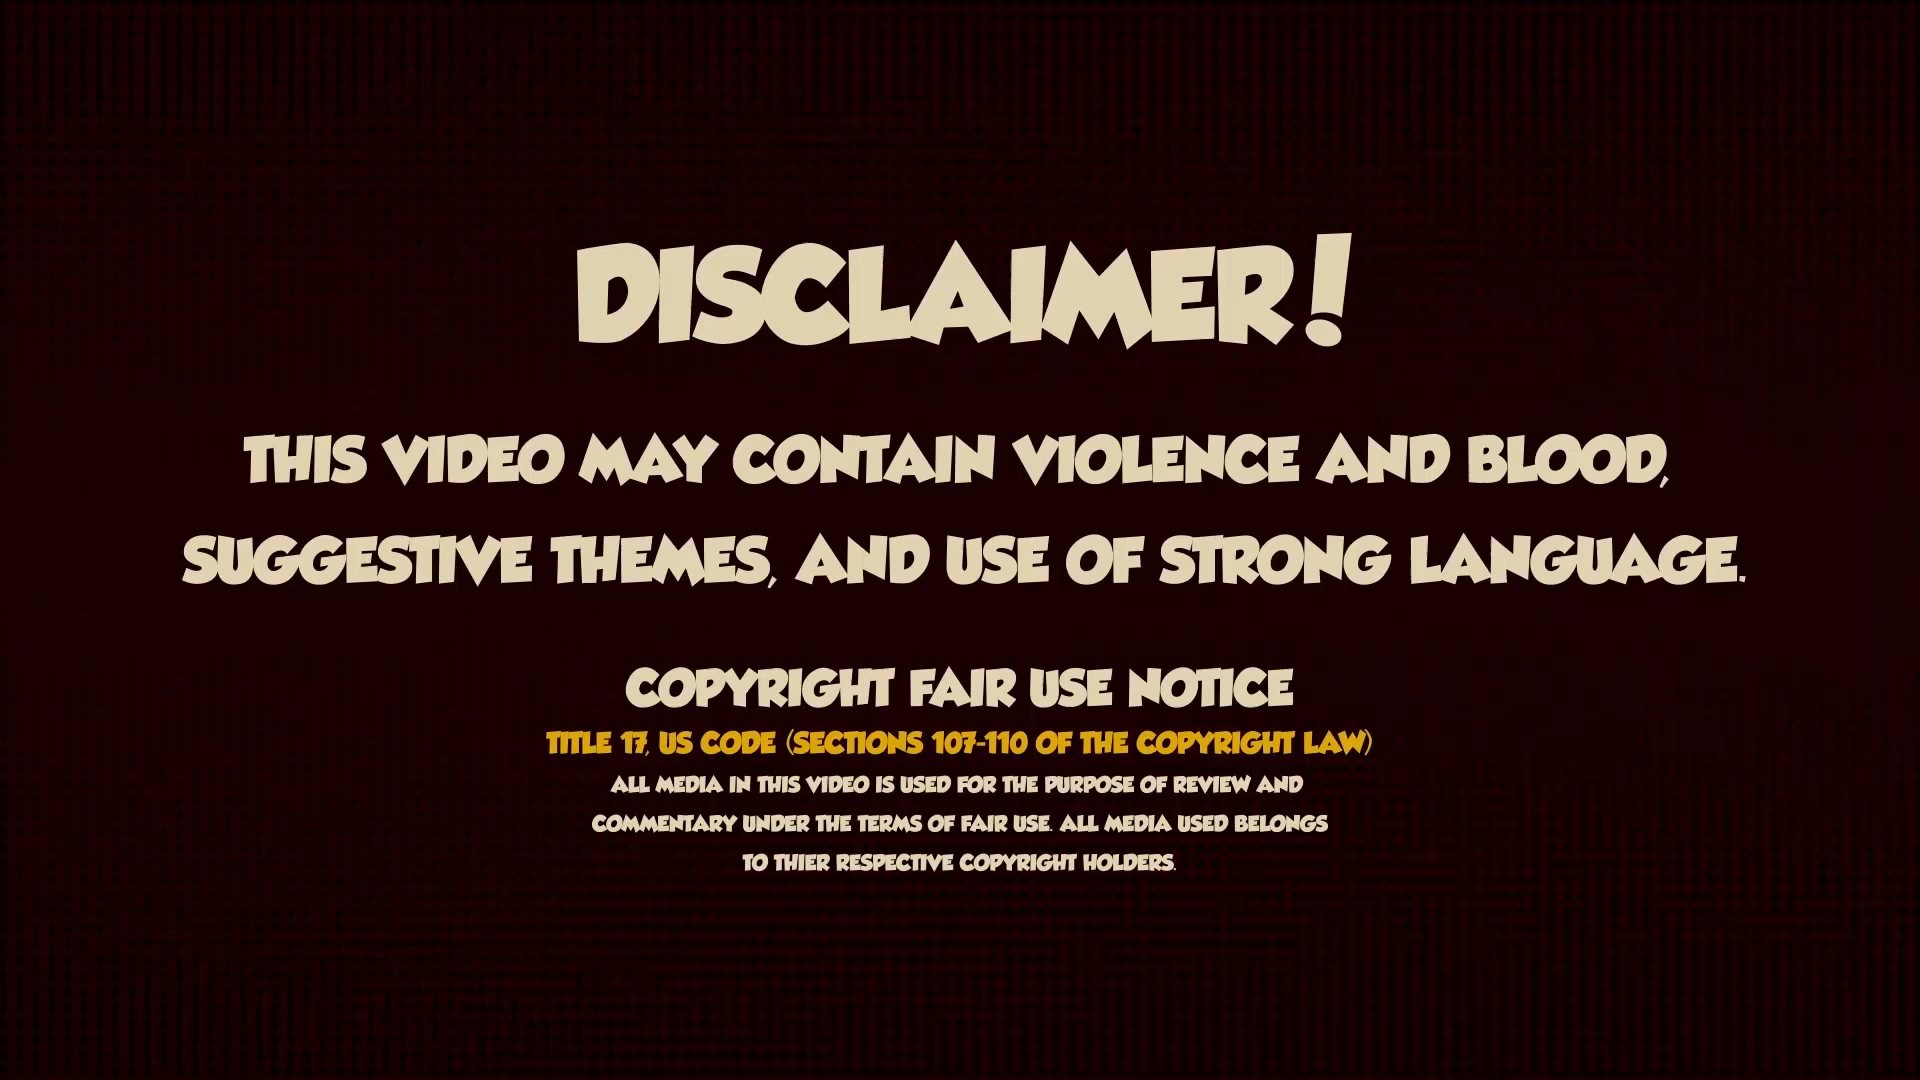 DISCLAIMER!
THIS VIDEO MAY CONTAIN VIOLENCE AND BLOOD,
SUGGESTIVE THEMES, AND USE OF STRONG LANGUAGE.
COPYRIGHT FAIR USE NOTICE
TITLE 17, US CODE (SECTIONS 107-110 OF THE COPYRIGHT LAW)
ALL MEDIA IN THIS VIDEO IS USED FOR THE PURPOSE OF REVIEW AND
COMMENTARY UNDER THE TERMS OF FAIR USE. ALL MEDIA USED BELONGS
TO THIER RESPECTIVE COPYRIGHT HOLDERS.